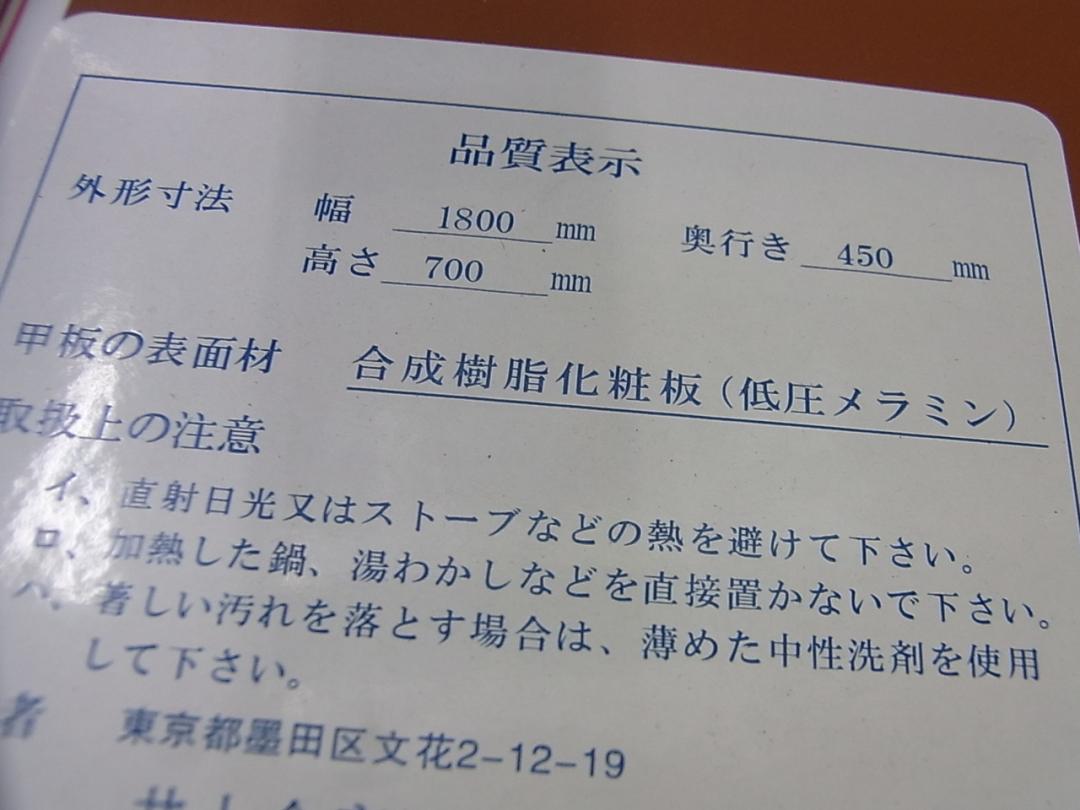 品質表示
外形寸法 幅 1800 mm 奥行き 450 mm
高さ 700 mm
甲板の表面材 合成樹脂化粧板(低圧メラミン)
取扱上の注意
イ、直射日光又はストーブなどの熱を避けて下さい。
ロ、加熱した鍋、湯わかしなどを直接置かないで下さい。
ハ、著しい汚れを落とす場合は、薄めた中性洗剤を使用
して下さい。
者 東京都墨田区文花2-12-19